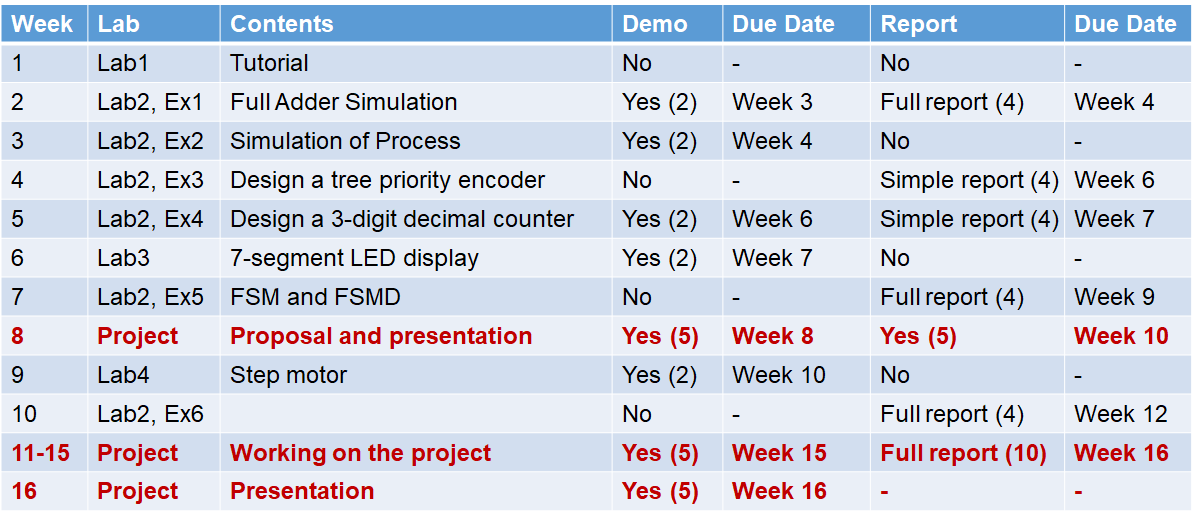 Week Lab Contents Demo Due Date Report Due Date
1 Lab1 Tutorial No - No -
2 Lab2, Ex1 Full Adder Simulation Yes (2) Week 3 Full report (4) Week 4
3 Lab2, Ex2 Simulation of Process Yes (2) Week 4 No -
4 Lab2, Ex3 Design a tree priority encoder No - Simple report (4) Week 6
5 Lab2, Ex4 Design a 3-digit decimal counter Yes (2) Week 6 Simple report (4) Week 7
6 Lab3 7-segment LED display Yes (2) Week 7 No -
7 Lab2, Ex5 FSM and FSMD No - Full report (4) Week 9
8 Project Proposal and presentation Yes (5) Week 8 Yes (5) Week 10
9 Lab4 Step motor Yes (2) Week 10 No -
10 Lab2, Ex6 No - Full report (4) Week 12
11-15 Project Working on the project Yes (5) Week 15 Full report (10) Week 16
16 Project Presentation Yes (5) Week 16 - -